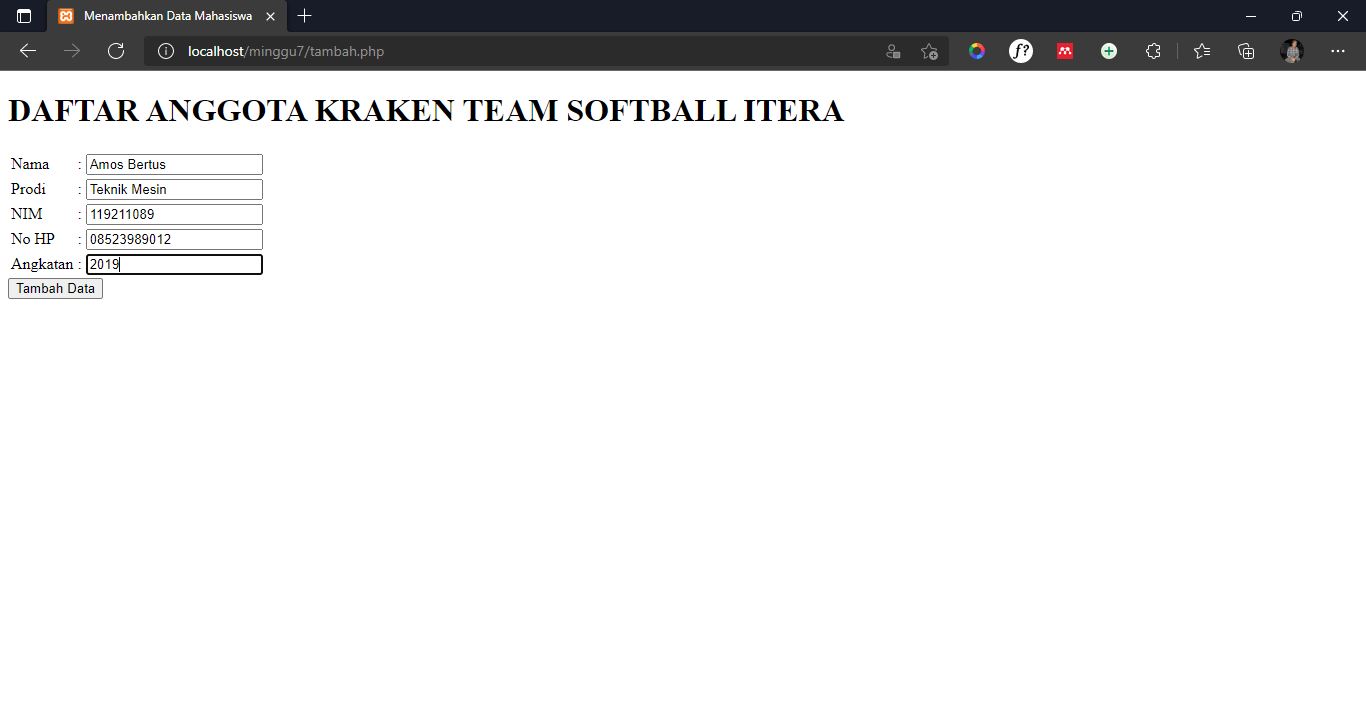 Menambahkan Data Mahasiswa
localhost/minggu7/tambah.php
f?
DAFTAR ANGGOTA KRAKEN TEAM SOFTBALL ITERA
Nama : Amos Bertus
Prodi : Teknik Mesin
NIM : 119211089
No HP : 08523989012
Angkatan : 2019
Tambah Data